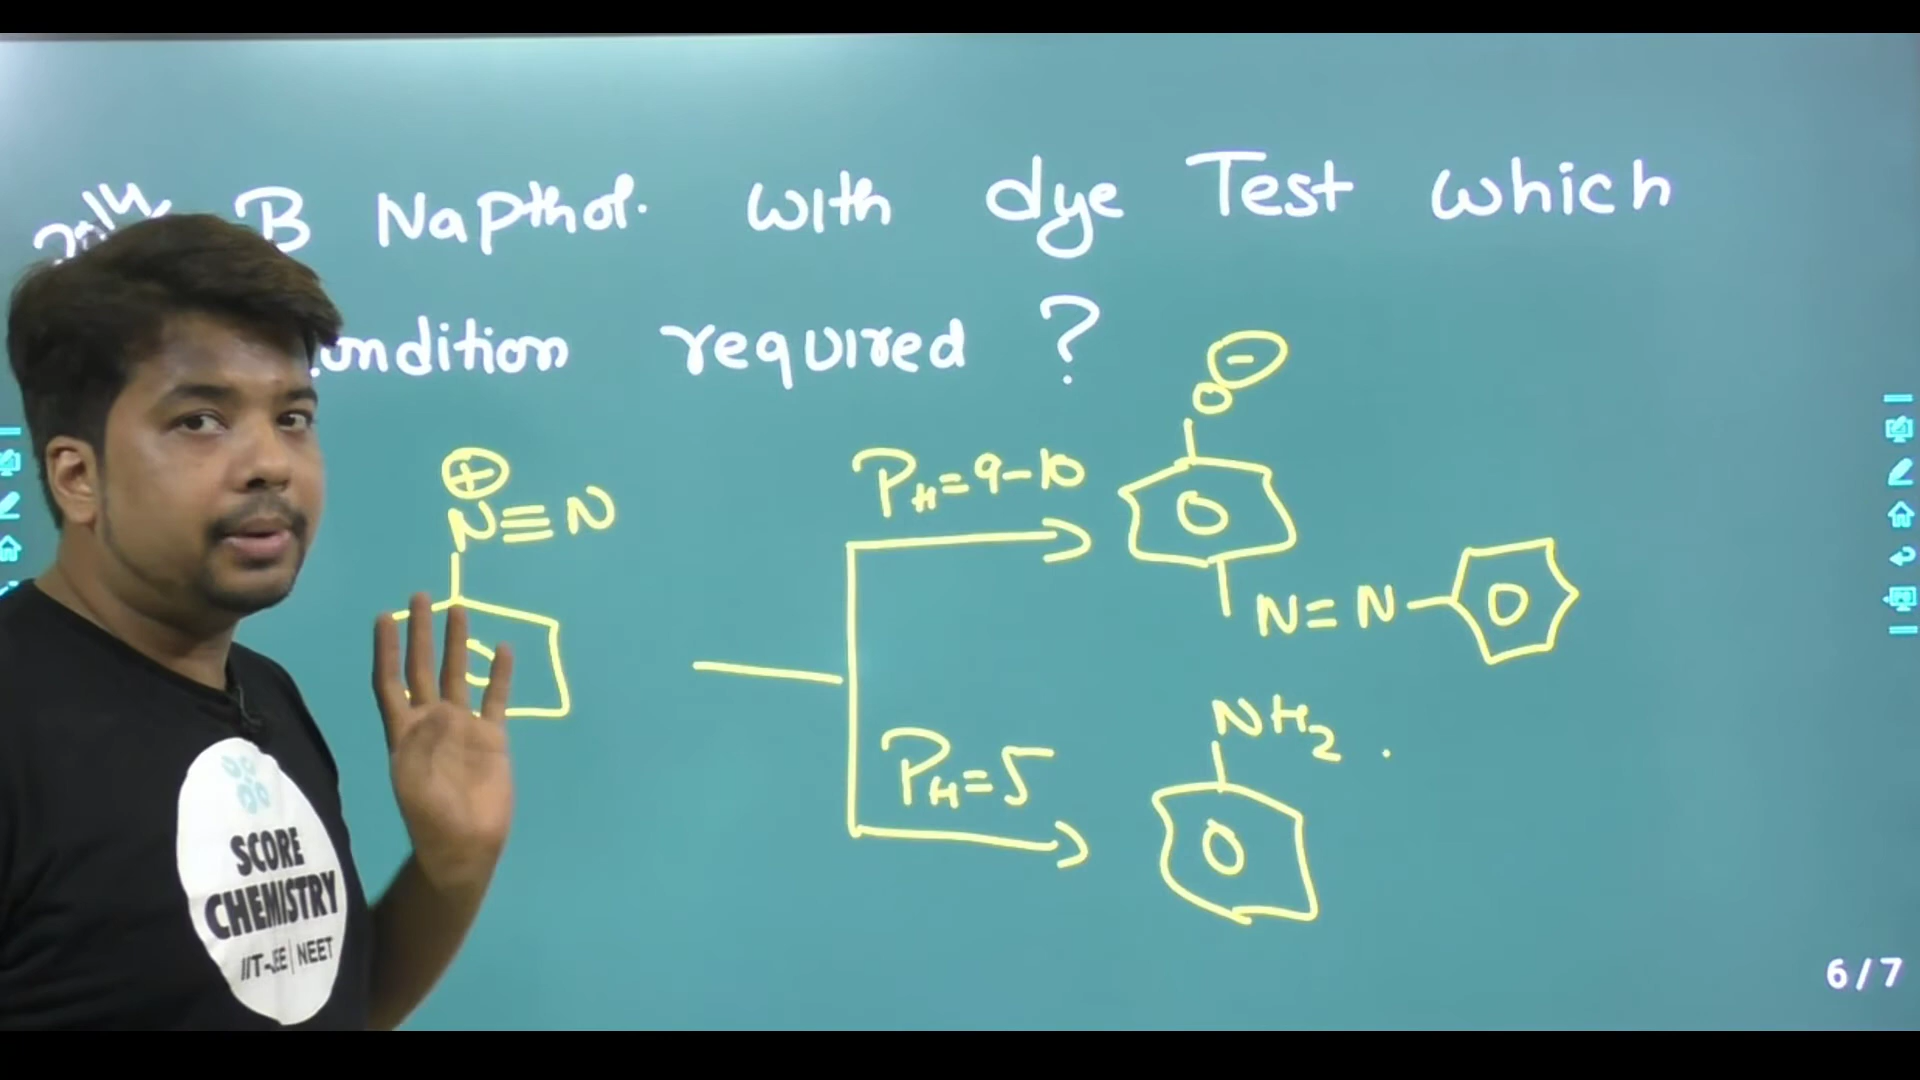 B Napthol. with dye Test which
condition required ?
⊕
N≡N
PH=9-10
O⊖
N=N
PH=5
NH2
SCORE
CHEMISTRY
IIT-JEE | NEET
6/7